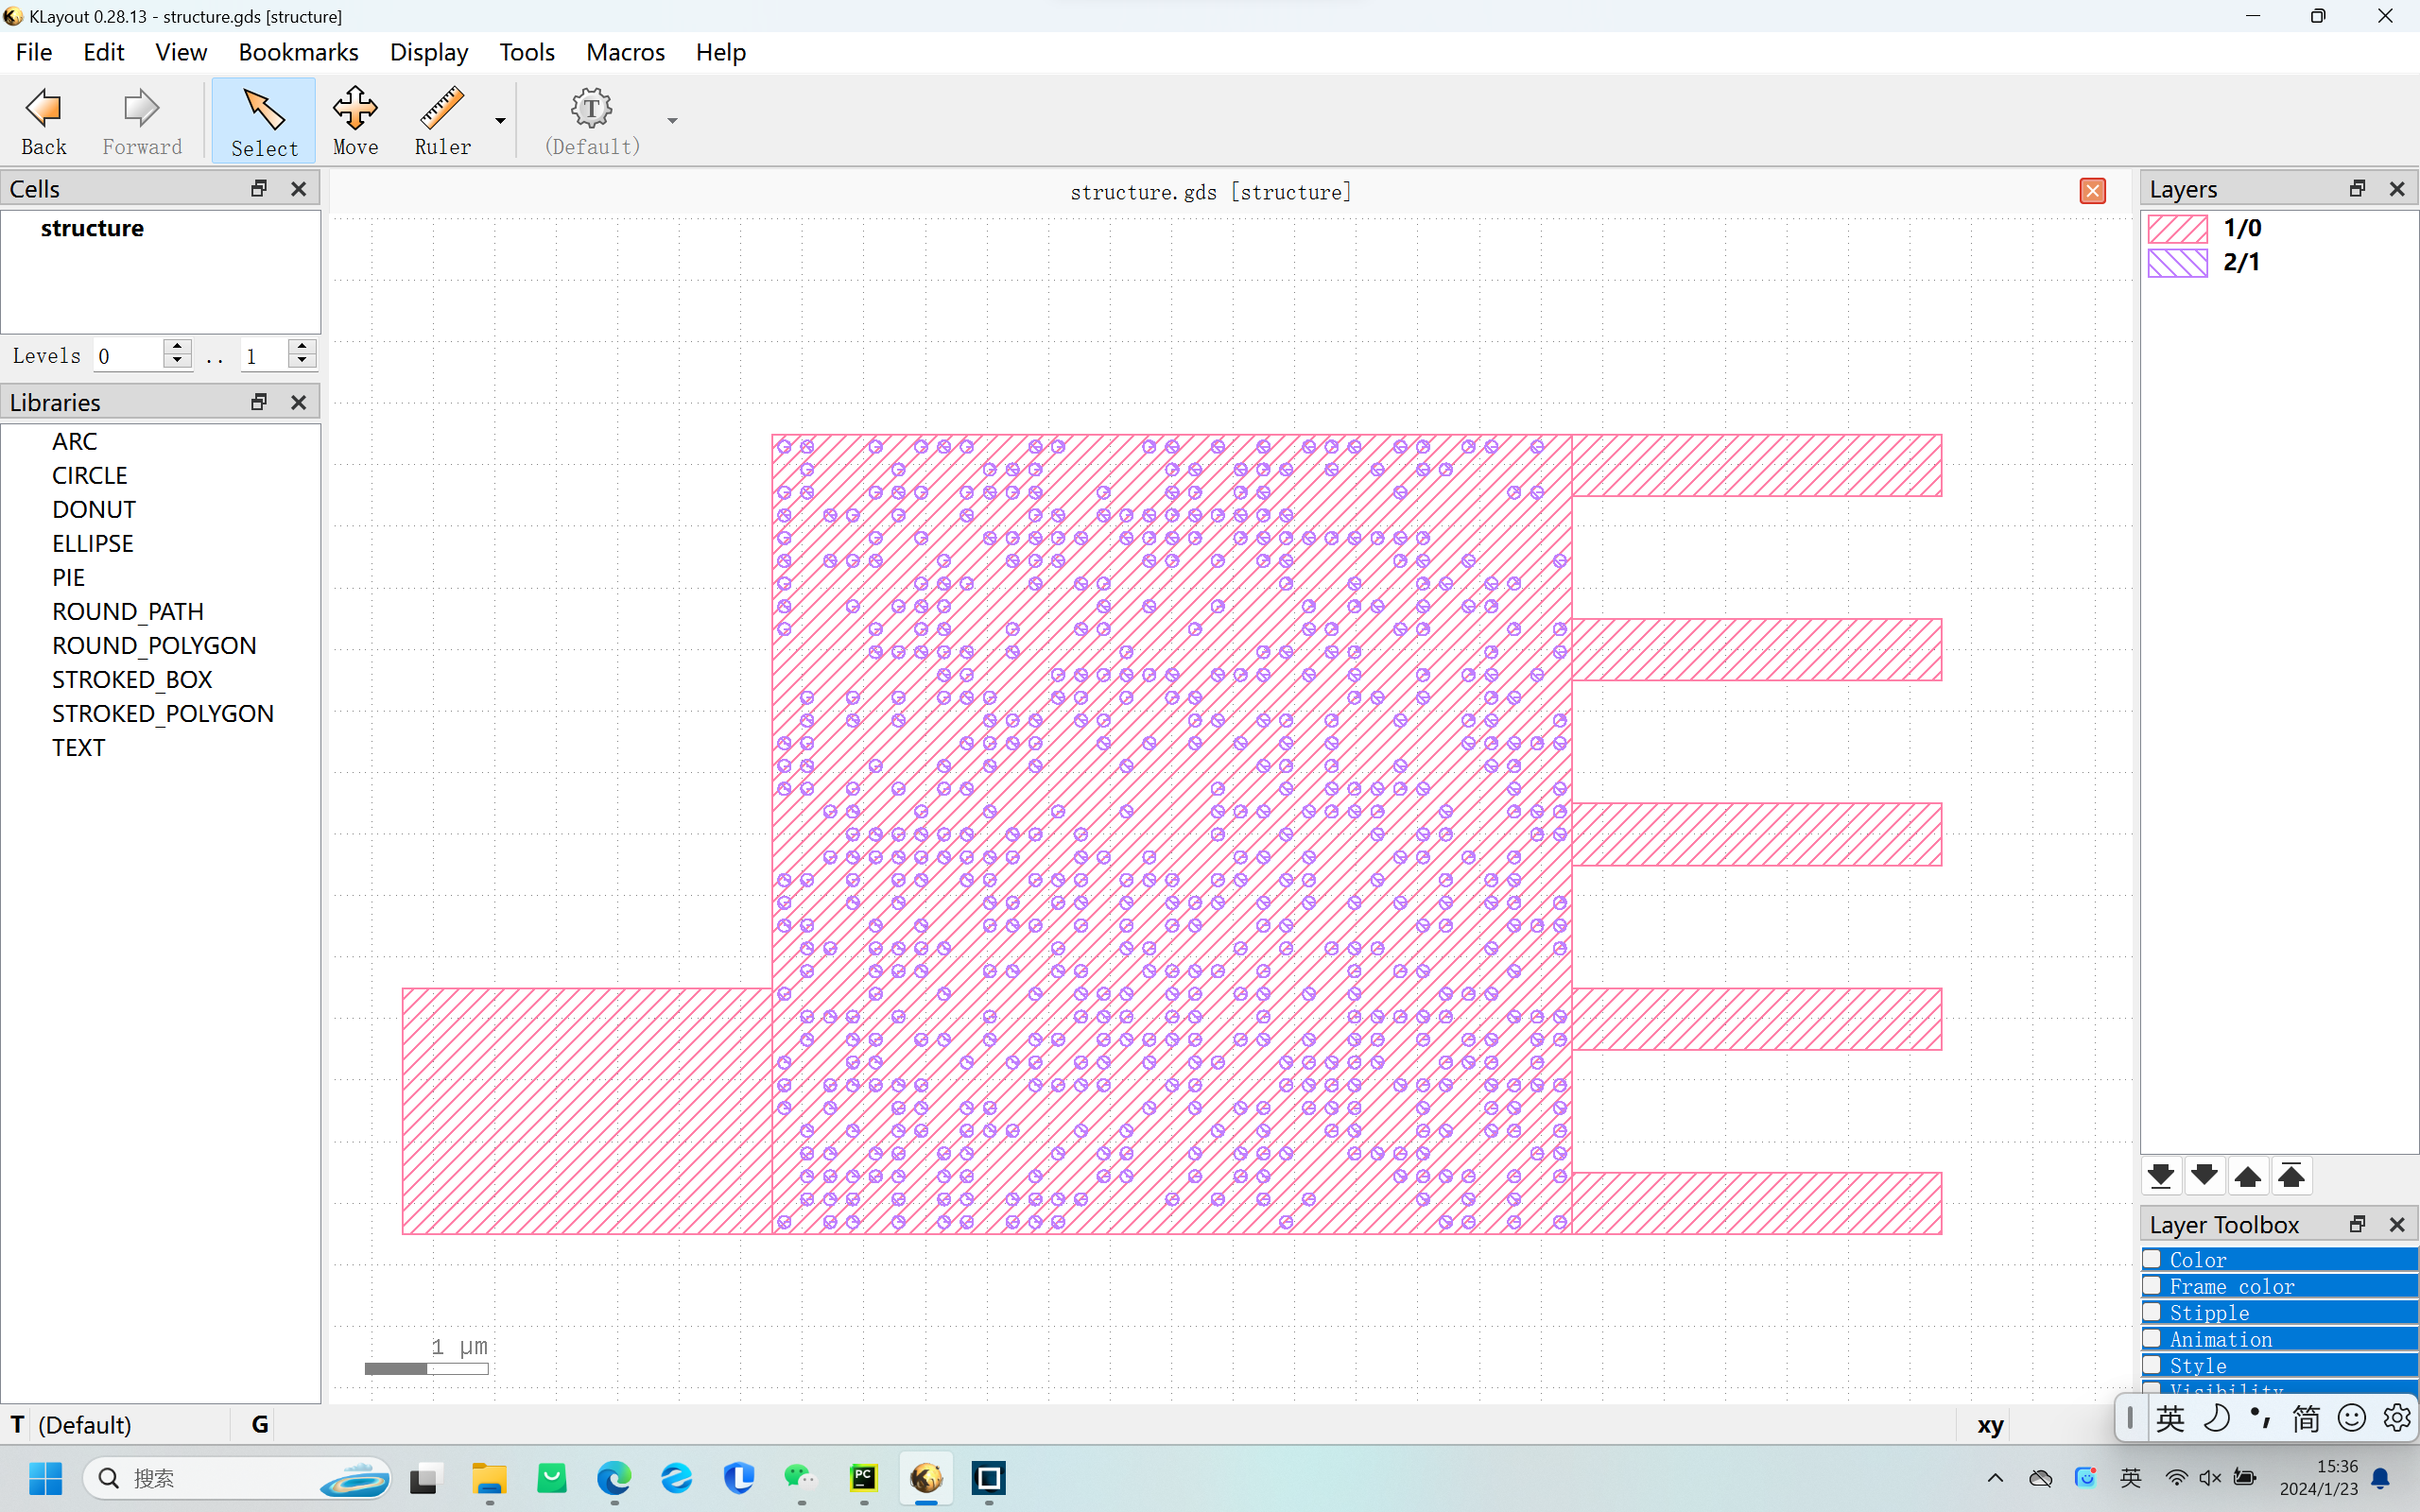 KLayout 0.28.13 - structure.gds [structure]
File Edit View Bookmarks Display Tools Macros Help
Back Forward Select Move Ruler (Default)
Cells
structure.gds [structure]
Layers
structure
1/0
2/1
Levels 0 .. 1
Libraries
ARC
CIRCLE
DONUT
ELLIPSE
PIE
ROUND_PATH
ROUND_POLYGON
STROKED_BOX
STROKED_POLYGON
TEXT
Layer Toolbox
Color
Frame color
Stipple
Animation
Style
Visibility
1 µm
T (Default) G xy
英 简
搜索
英
15:36
2024/1/23